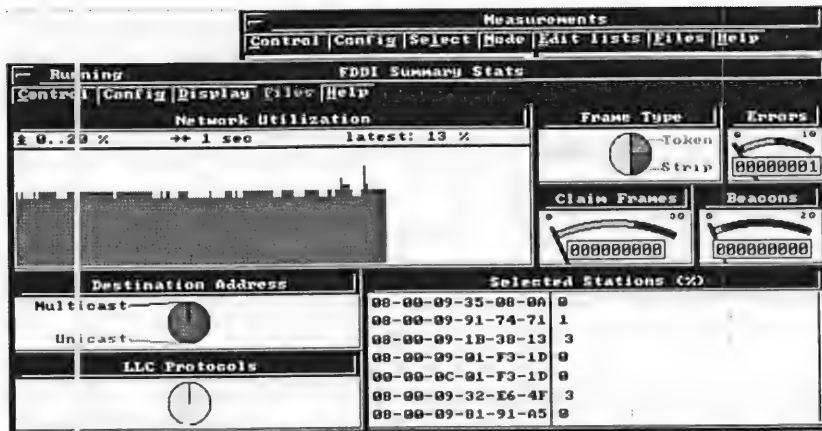 Measurements
Control Config Select Mode Edit lists Files Help
Running FDDI Summary Stats
Control Config Display Files Help
Network Utilization
± 0..20 % →← 1 sec latest: 13 %
Frame Type
Token
Strip
Errors
0 10
00000001
Claim Frames
0 30
000000000
Beacons
0 20
00000000
Destination Address
Multicast
Unicast
LLC Protocols
Selected Stations (%)
08-00-09-35-08-0A 0
08-00-09-91-74-71 1
08-00-09-1B-38-13 3
08-00-09-01-F3-1D 0
00-00-0C-01-F3-1D 0
08-00-09-32-E6-4F 3
08-00-09-81-91-A5 0